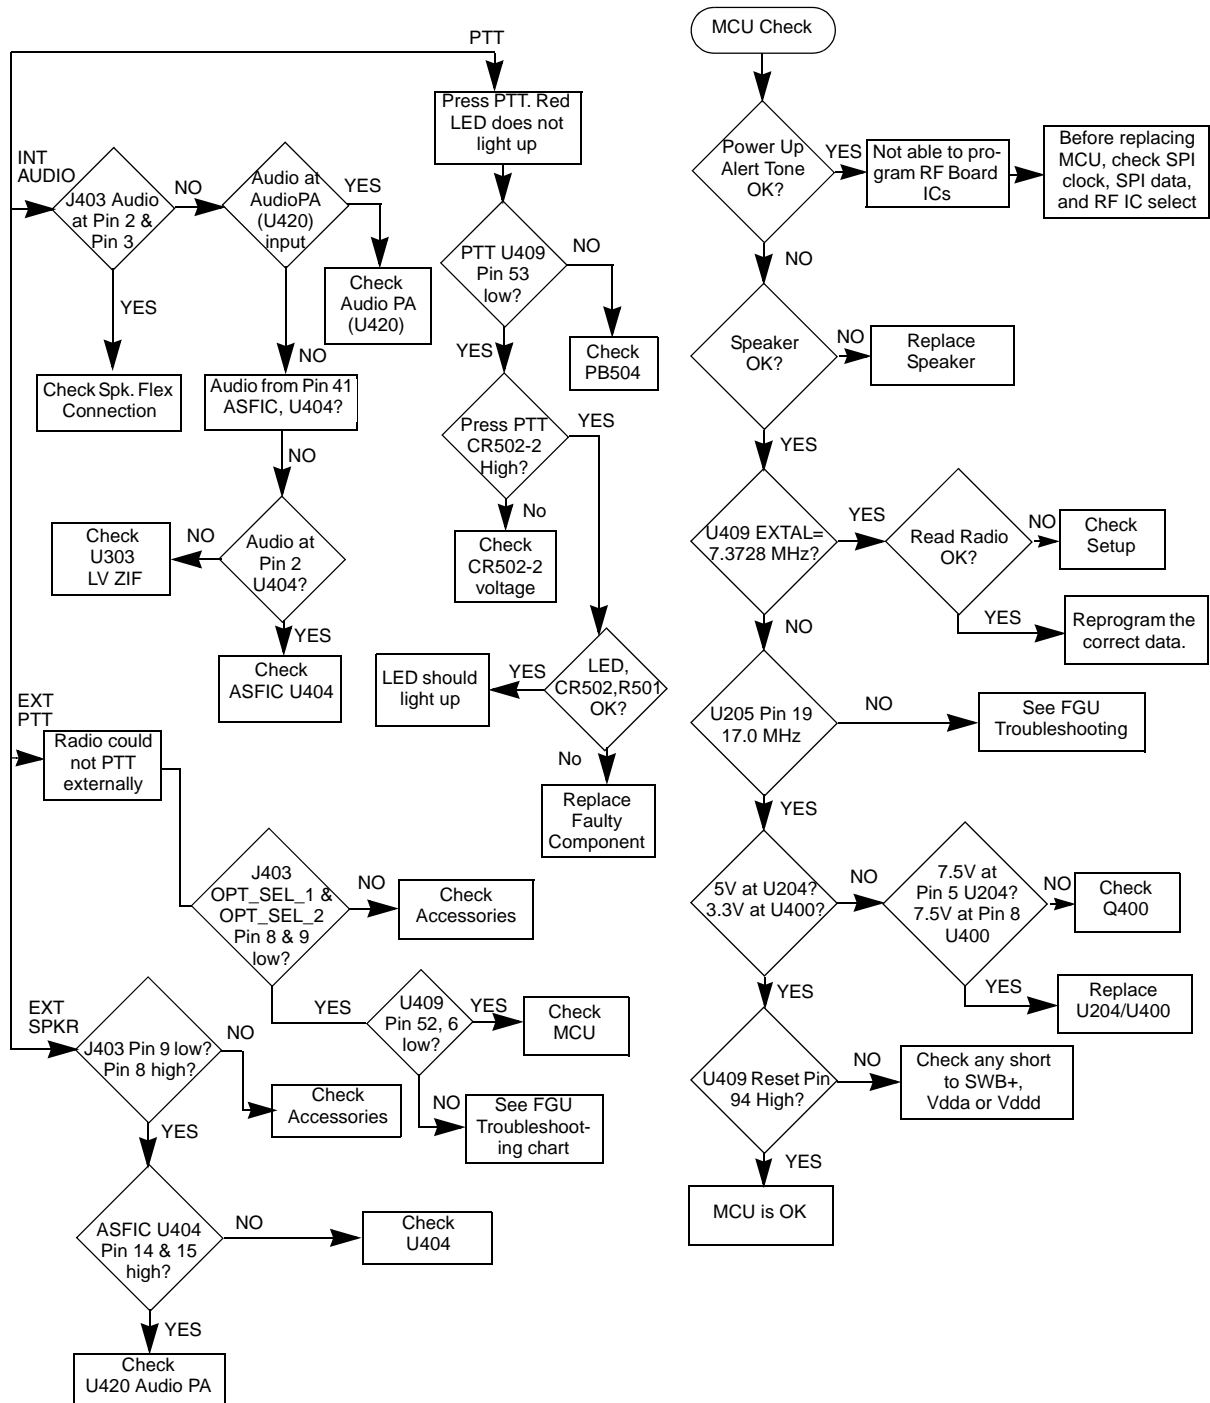 PTT
Press PTT. Red
LED does not
light up
INT
AUDIO
J403 Audio
at Pin 2 &
Pin 3
NO
Audio at
AudioPA
(U420)
input
YES
Check
Audio PA
(U420)
YES
Check Spk. Flex
Connection
NO
Audio from Pin 41
ASFIC, U404?
NO
Audio at
Pin 2
U404?
NO
Check
U303
LV ZIF
YES
Check
ASFIC U404
PTT U409
Pin 53
low?
NO
Check
PB504
YES
Press PTT
CR502-2
High?
YES
No
Check
CR502-2
voltage
LED,
CR502,R501
OK?
YES
LED should
light up
No
Replace
Faulty
Component
EXT
PTT
Radio could
not PTT
externally
J403
OPT_SEL_1 &
OPT_SEL_2
Pin 8 & 9
low?
NO
Check
Accessories
YES
U409
Pin 52, 6
low?
YES
Check
MCU
NO
See FGU
Troubleshoot-
ing chart
EXT
SPKR
J403 Pin 9 low?
Pin 8 high?
NO
Check
Accessories
YES
ASFIC U404
Pin 14 & 15
high?
NO
Check
U404
YES
Check
U420 Audio PA
MCU Check
Power Up
Alert Tone
OK?
YES
Not able to pro-
gram RF Board
ICs
Before replacing
MCU, check SPI
clock, SPI data,
and RF IC select
NO
Speaker
OK?
NO
Replace
Speaker
YES
U409 EXTAL=
7.3728 MHz?
YES
Read Radio
OK?
NO
Check
Setup
YES
Reprogram the
correct data.
NO
U205 Pin 19
17.0 MHz
NO
See FGU
Troubleshooting
YES
5V at U204?
3.3V at U400?
NO
7.5V at
Pin 5 U204?
7.5V at Pin 8
U400
NO
Check
Q400
YES
Replace
U204/U400
YES
U409 Reset Pin
94 High?
NO
Check any short
to SWB+,
Vdda or Vddd
YES
MCU is OK